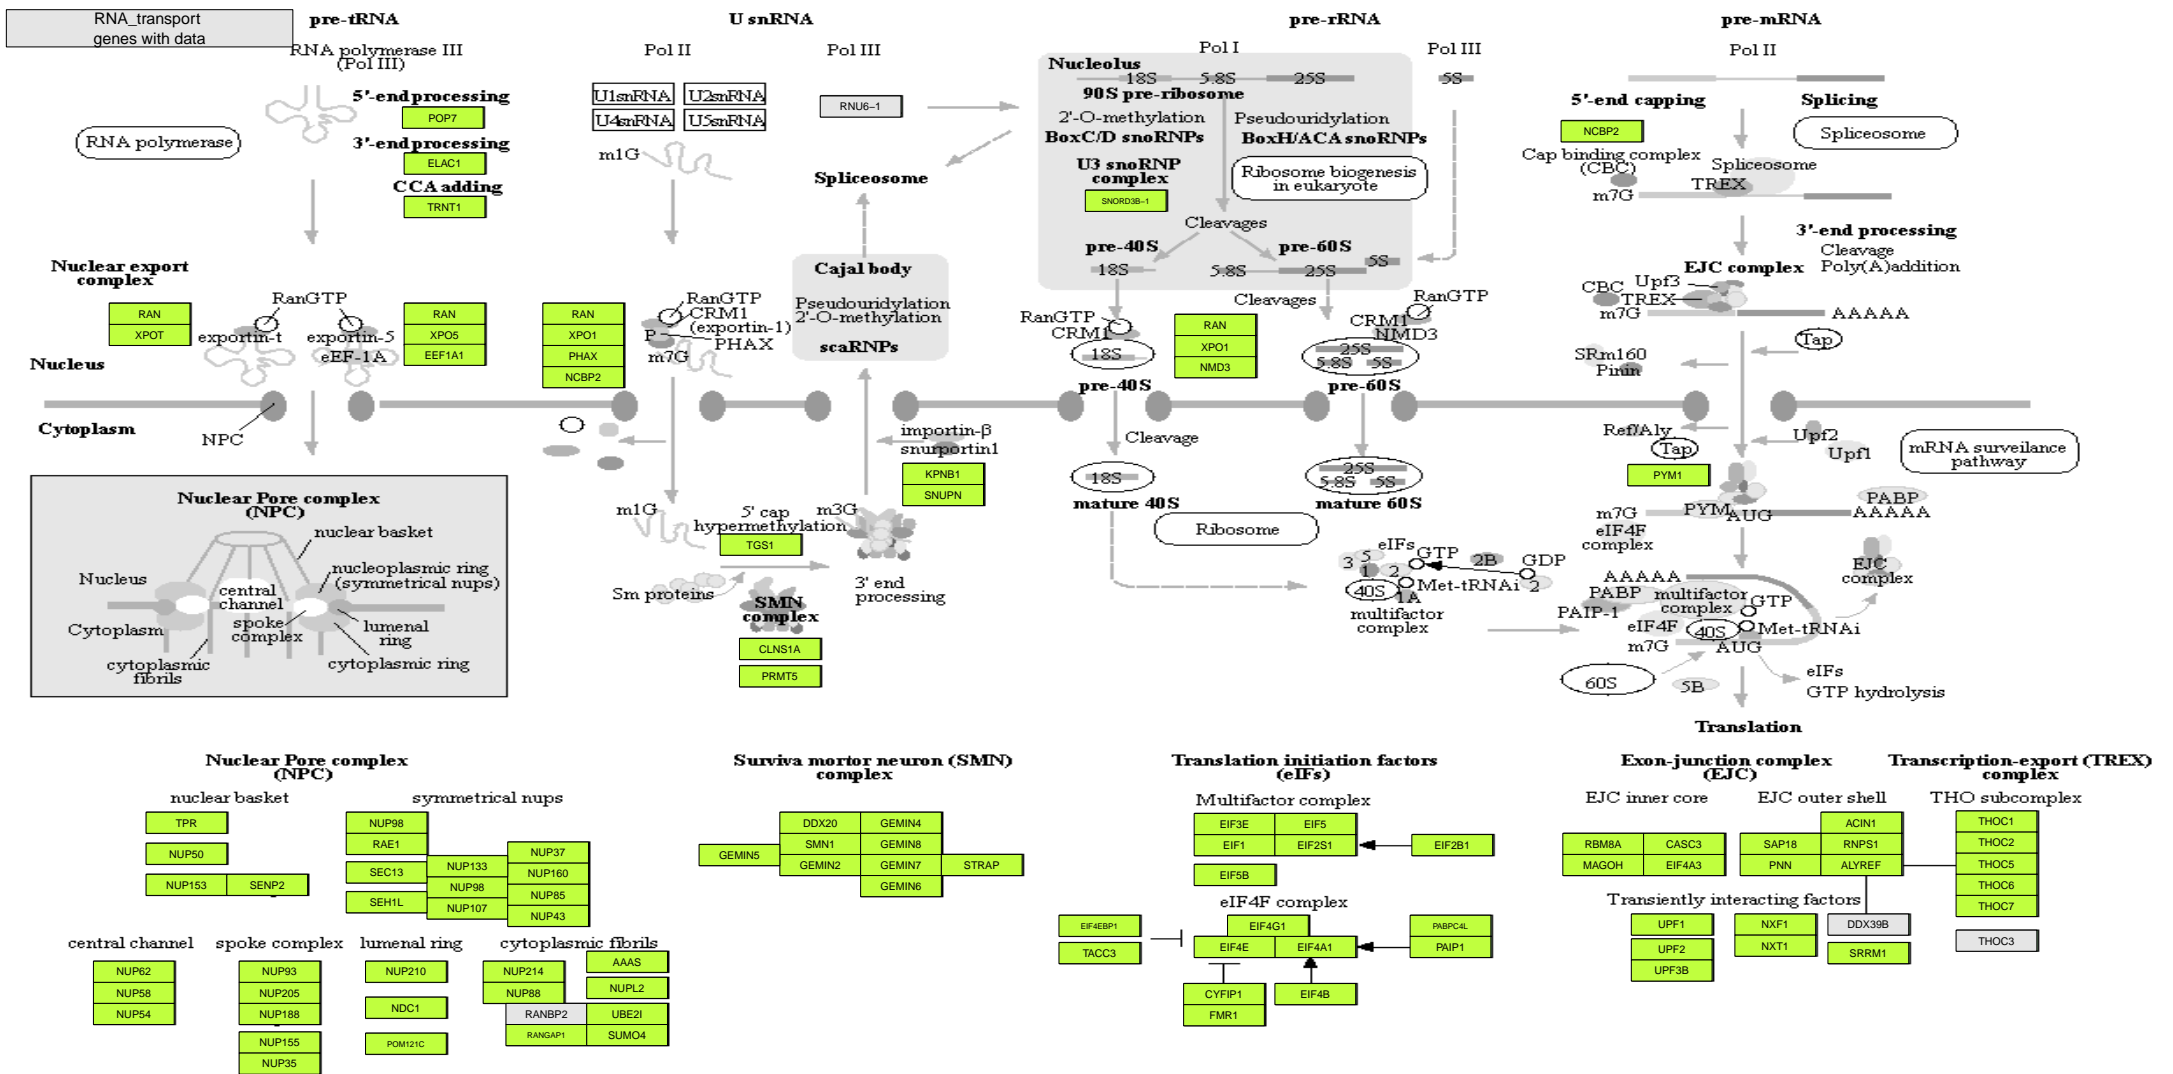 RNA_transport
genes with data
pre-tRNA
RNA polymerase III
(Pol III)
5'-end processing
POP7
3'-end processing
ELAC1
CCA adding
TRNT1
RNA polymerase
Nuclear export
complex
RAN
XPOT
RanGTP
exportin-t
exportin-5
eEF-1A
RAN
XPO5
EEF1A1
Nucleus
Cytoplasm
NPC
U snRNA
Pol II
Pol III
U1snRNA
U2snRNA
U4snRNA
U5snRNA
m1G
RNU6-1
Spliceosome
Cajal body
Pseudouridylation
2'-O-methylation
scaRNPs
RAN
XPO1
PHAX
NCBP2
RanGTP
CRM1
(exportin-1)
P
PHAX
m7G
importin-β
snurportin1
KPNB1
SNUPN
m1G
5' cap
hypermethylation
m3G
TGS1
Sm proteins
3' end
processing
SMN
complex
CLNS1A
PRMT5
Nuclear Pore complex
(NPC)
nuclear basket
Nucleus
nucleoplasmic ring
(symmetrical nups)
central
channel
spoke
complex
Cytoplasm
lumenal
ring
cytoplasmic
fibrils
cytoplasmic ring
pre-rRNA
Pol I
Pol III
Nucleolus
18S
5.8S
25S
5S
90S pre-ribosome
2'-O-methylation
Pseudouridylation
BoxC/D snoRNPs
BoxH/ACA snoRNPs
U3 snoRNP
complex
SNORD3B-1
Ribosome biogenesis
in eukaryote
Cleavages
pre-40S
pre-60S
18S
5.8S
25S
5S
Cleavages
RanGTP
CRM1
RanGTP
CRM1
NMD3
RAN
XPO1
NMD3
18S
25S
5.8S
5S
pre-40S
pre-60S
Cleavage
18S
25S
5.8S
5S
mature 40S
mature 60S
Ribosome
eIFs
3
5
1
2
GTP
2B
GDP
40S
1A
Met-tRNAi
2
multifactor
complex
pre-mRNA
Pol II
5'-end capping
Splicing
NCBP2
Spliceosome
Cap binding complex
(CBC)
Spliceosome
TREX
m7G
3'-end processing
Cleavage
Poly(A)addition
EJC complex
CBC
Upf3
TREX
m7G
AAAAA
Tap
SRm160
Pinin
Ref/Aly
Tap
Upf2
Upf1
mRNA surveilance
pathway
PYM1
PABP
m7G
PYM
AUG
AAAAA
eIF4F
complex
EJC
complex
AAAAA
PABP
PAIP-1
multifactor
complex
GTP
eIF4F
40S
Met-tRNAi
m7G
AUG
60S
5B
eIFs
GTP hydrolysis
Translation
Nuclear Pore complex
(NPC)
nuclear basket
TPR
NUP50
NUP153
SENP2
symmetrical nups
NUP98
RAE1
SEC13
SEH1L
NUP133
NUP98
NUP107
NUP37
NUP160
NUP85
NUP43
central channel
NUP62
NUP58
NUP54
spoke complex
NUP93
NUP205
NUP188
NUP155
NUP35
lumenal ring
NUP210
NDC1
POM121C
cytoplasmic fibrils
NUP214
NUP88
AAAS
NUPL2
RANBP2
UBE2I
RANGAP1
SUMO4
Surviva mortor neuron (SMN)
complex
GEMIN5
DDX20
GEMIN4
SMN1
GEMIN8
GEMIN2
GEMIN7
STRAP
GEMIN6
Translation initiation factors
(eIFs)
Multifactor complex
EIF3E
EIF5
EIF1
EIF2S1
EIF2B1
EIF5B
eIF4F complex
EIF4EBP1
TACC3
EIF4G1
EIF4E
EIF4A1
PABPC4L
PAIP1
CYFIP1
FMR1
EIF4B
Exon-junction complex
(EJC)
EJC inner core
RBM8A
CASC3
MAGOH
EIF4A3
EJC outer shell
ACIN1
SAP18
RNPS1
PNN
ALYREF
Transiently interacting factors
UPF1
UPF2
UPF3B
NXF1
NXT1
DDX39B
SRRM1
Transcription-export (TREX)
complex
THO subcomplex
THOC1
THOC2
THOC5
THOC6
THOC7
THOC3